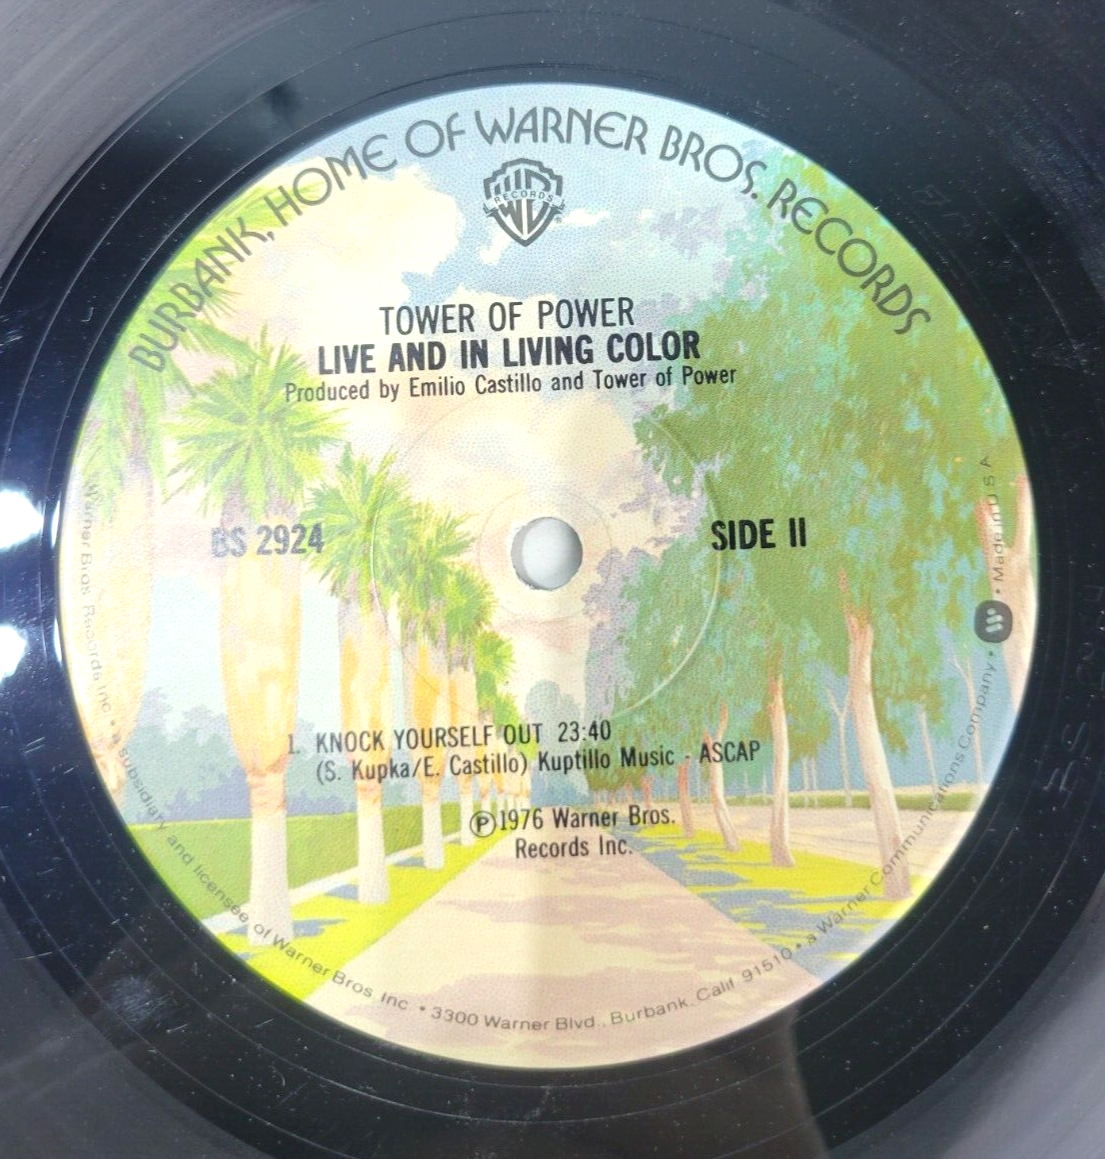 BURBANK, HOME OF WARNER BROS. RECORDS
WB
RECORDS
®
TOWER OF POWER
LIVE AND IN LIVING COLOR
Produced by Emilio Castillo and Tower of Power
BS 2924
SIDE II
1. KNOCK YOURSELF OUT 23:40
(S. Kupka/E. Castillo) Kuptillo Music - ASCAP
Ⓟ1976 Warner Bros.
Records Inc.
Warner Bros. Records Inc. • a subsidiary and licensee of Warner Bros. Inc. • 3300 Warner Blvd., Burbank, Calif. 91510 • a Warner Communications Company • Made in U S A